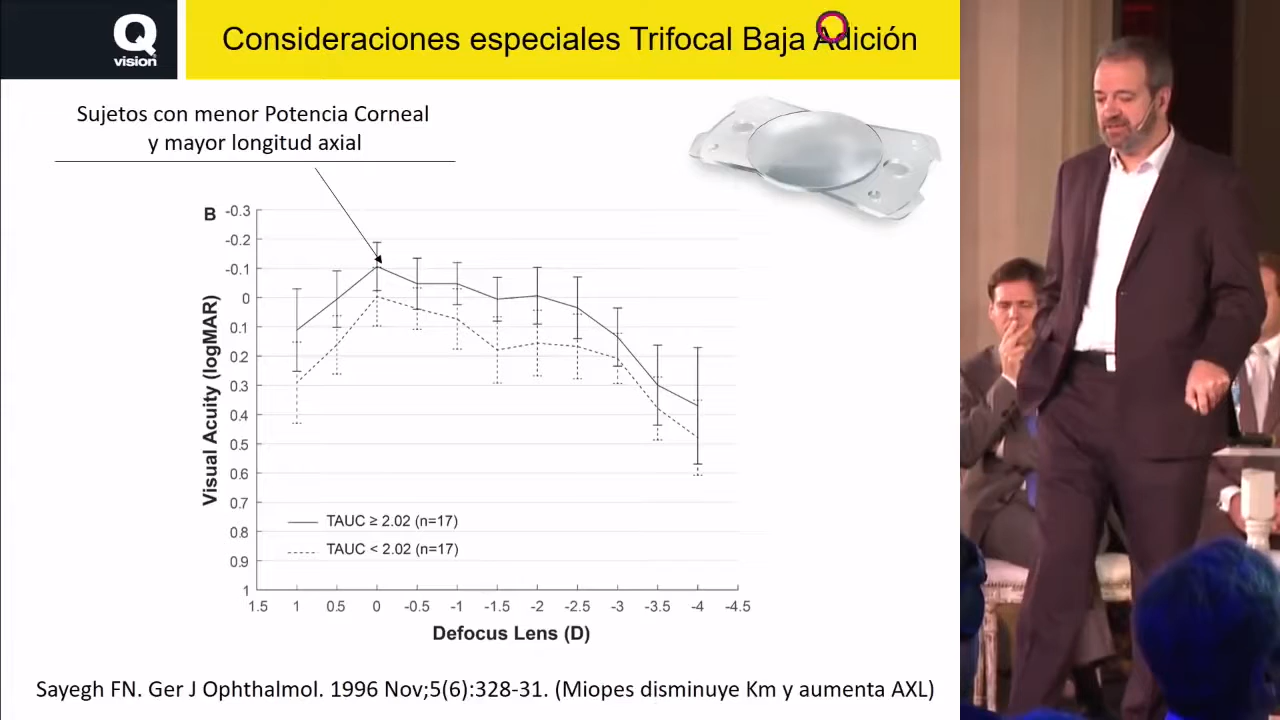 Q
vision
Consideraciones especiales Trifocal Baja Adición
Sujetos con menor Potencia Corneal
y mayor longitud axial
B
-0.3
-0.2
-0.1
0
0.1
0.2
0.3
0.4
0.5
0.6
0.7
0.8
0.9
1
Visual Acuity (logMAR)
TAUC ≥ 2.02 (n=17)
TAUC < 2.02 (n=17)
1.5 1 0.5 0 -0.5 -1 -1.5 -2 -2.5 -3 -3.5 -4 -4.5
Defocus Lens (D)
Sayegh FN. Ger J Ophthalmol. 1996 Nov;5(6):328-31. (Miopes disminuye Km y aumenta AXL)